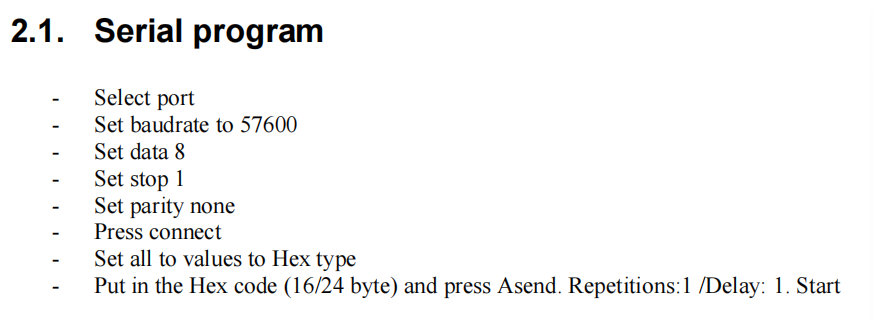 2.1. Serial program
- Select port
- Set baudrate to 57600
- Set data 8
- Set stop 1
- Set parity none
- Press connect
- Set all to values to Hex type
- Put in the Hex code (16/24 byte) and press Asend. Repetitions:1 /Delay: 1. Start